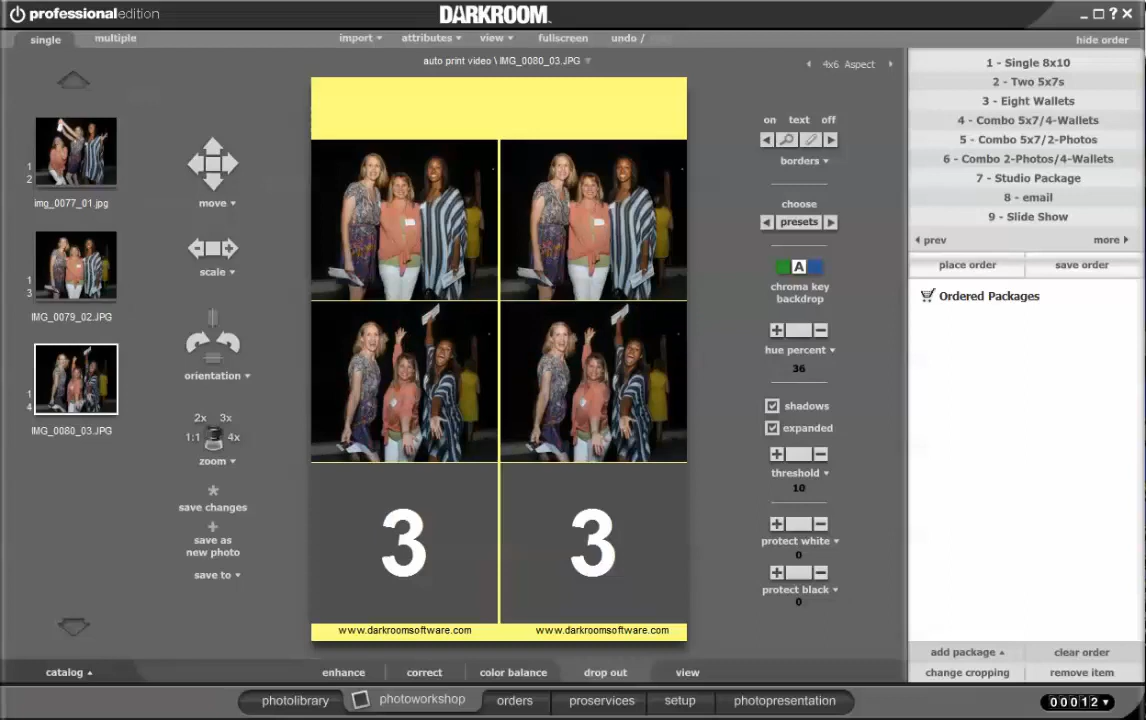 professionaledition
DARKROOM
single
multiple
import
attributes
view
fullscreen
undo /
hide order
auto print video \ IMG_0080_03.JPG
4x6 Aspect
1 - Single 8x10
2 - Two 5x7s
3 - Eight Wallets
4 - Combo 5x7/4-Wallets
5 - Combo 5x7/2-Photos
6 - Combo 2-Photos/4-Wallets
7 - Studio Package
8 - email
9 - Slide Show
prev
more
place order
save order
Ordered Packages
1
2
img_0077_01.jpg
1
3
IMG_0079_02.JPG
1
4
IMG_0080_03.JPG
move
scale
orientation
2x 3x
1:1 4x
zoom
save changes
save as
new photo
save to
3
3
www.darkroomsoftware.com
www.darkroomsoftware.com
on text off
borders
choose
presets
A
chroma key
backdrop
hue percent
36
shadows
expanded
threshold
10
protect white
0
protect black
0
add package
clear order
change cropping
remove item
catalog
enhance
correct
color balance
drop out
view
photolibrary
photoworkshop
orders
proservices
setup
photopresentation
00012